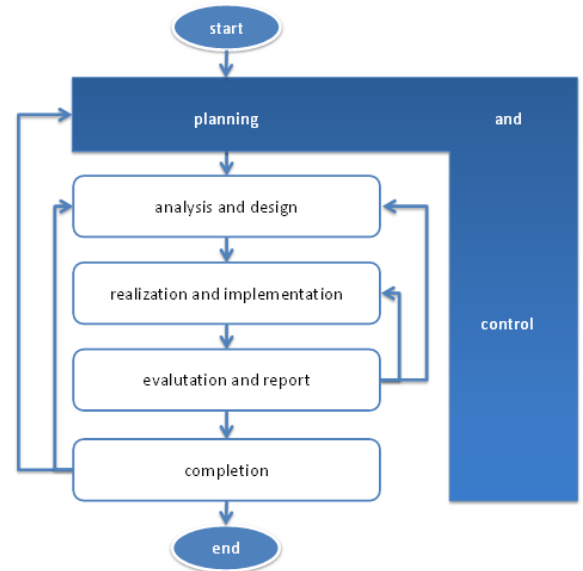 start
planning and
analysis and design
realization and implementation
control
evalutation and report
completion
end